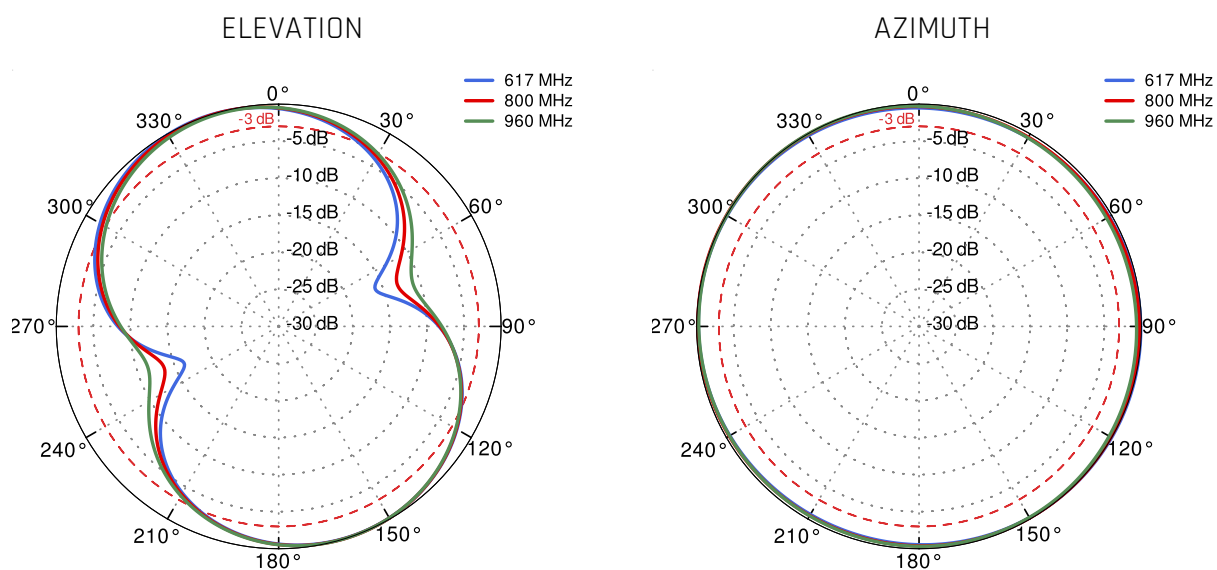 ELEVATION
617 MHz
800 MHz
960 MHz
0°
330°
-3 dB
30°
-5 dB
-10 dB
300°
-15 dB
60°
-20 dB
-25 dB
270°
-30 dB
90°
240°
120°
210°
150°
180°
AZIMUTH
617 MHz
800 MHz
960 MHz
0°
330°
-3 dB
30°
-5 dB
-10 dB
300°
-15 dB
60°
-20 dB
-25 dB
270°
-30 dB
90°
240°
120°
210°
150°
180°